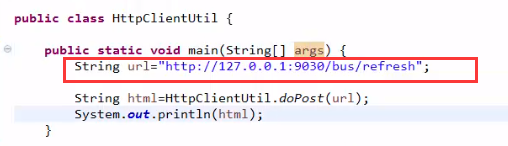 public class HttpClientUtil {
public static void main(String[] args) {
String url="http://127.0.0.1:9030/bus/refresh";
String html=HttpClientUtil.doPost(url);
System.out.println(html);
}